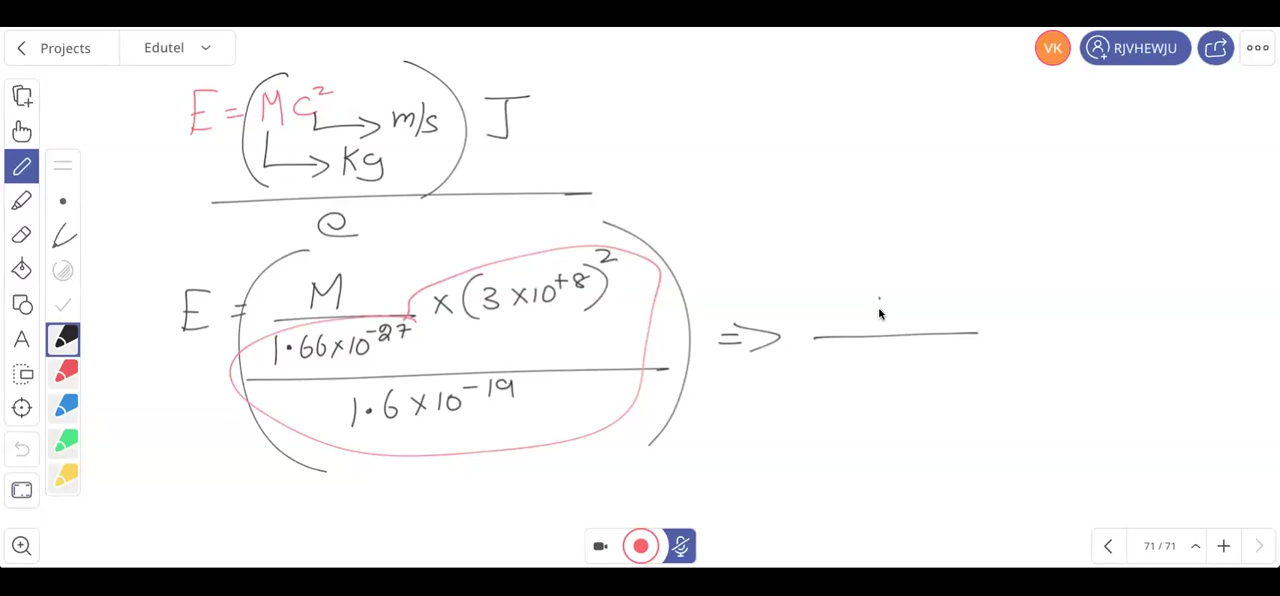 Projects
Edutel
VK
RJVHEWJU
E = (MC² → m/s) J
→ Kg
e
E = M × (3 × 10⁺⁸)²
1.66 × 10⁻²⁷
1.6 × 10⁻¹⁹
=>
A
71 / 71